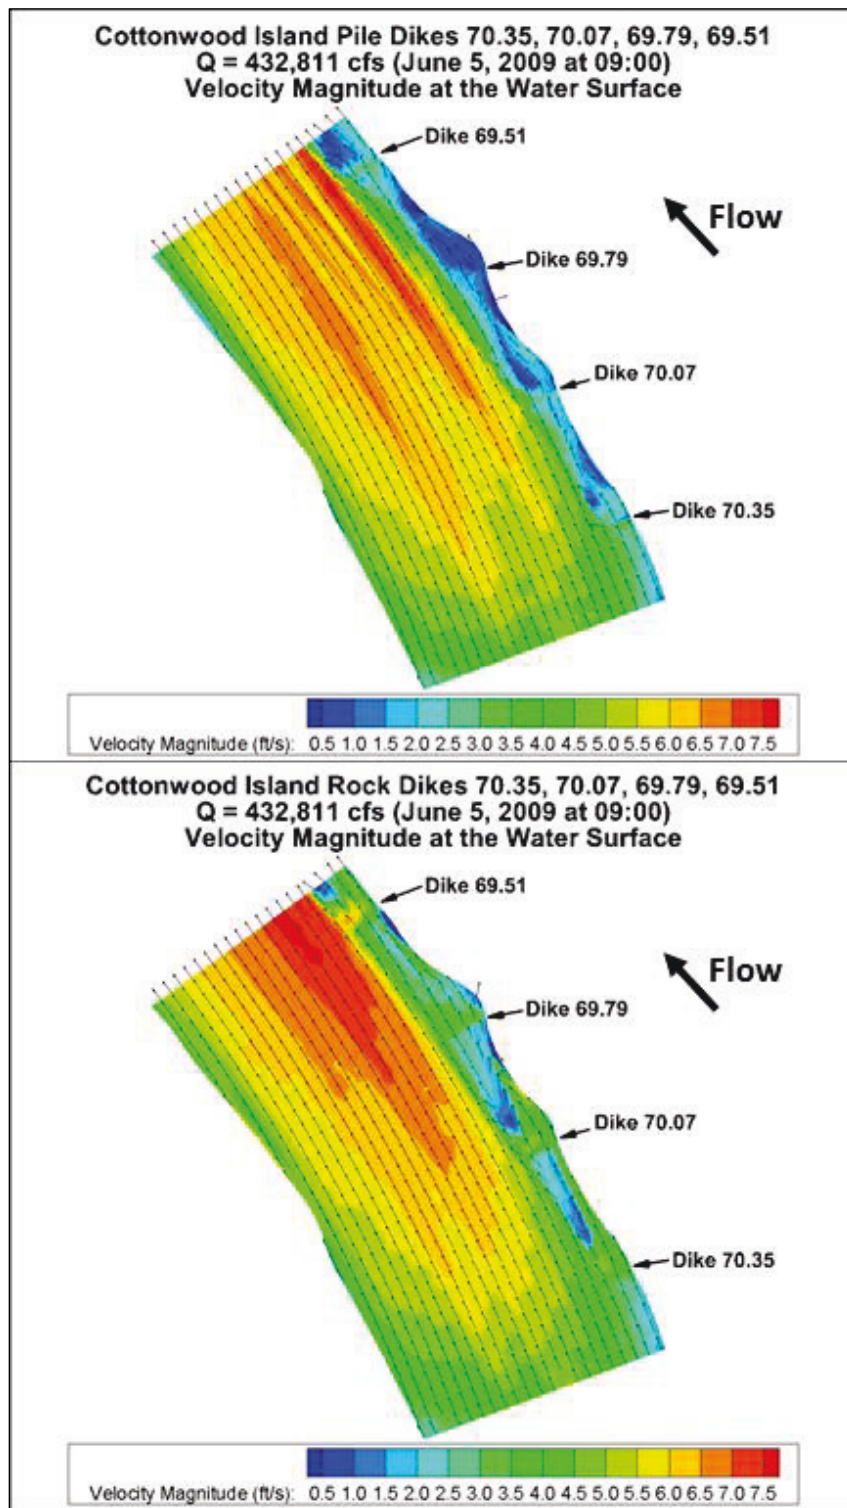 Cottonwood Island Pile Dikes 70.35, 70.07, 69.79, 69.51
Q = 432,811 cfs (June 5, 2009 at 09:00)
Velocity Magnitude at the Water Surface
Dike 69.51
Flow
Dike 69.79
Dike 70.07
Dike 70.35
Velocity Magnitude (ft/s): 0.5 1.0 1.5 2.0 2.5 3.0 3.5 4.0 4.5 5.0 5.5 6.0 6.5 7.0 7.5
Cottonwood Island Rock Dikes 70.35, 70.07, 69.79, 69.51
Q = 432,811 cfs (June 5, 2009 at 09:00)
Velocity Magnitude at the Water Surface
Dike 69.51
Flow
Dike 69.79
Dike 70.07
Dike 70.35
Velocity Magnitude (ft/s): 0.5 1.0 1.5 2.0 2.5 3.0 3.5 4.0 4.5 5.0 5.5 6.0 6.5 7.0 7.5